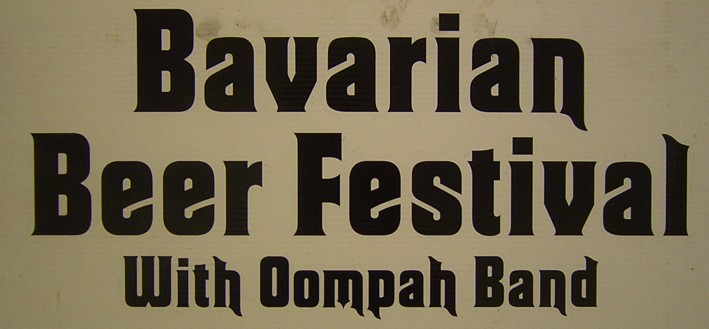 Bavarian
Beer Festival
With Oompah Band